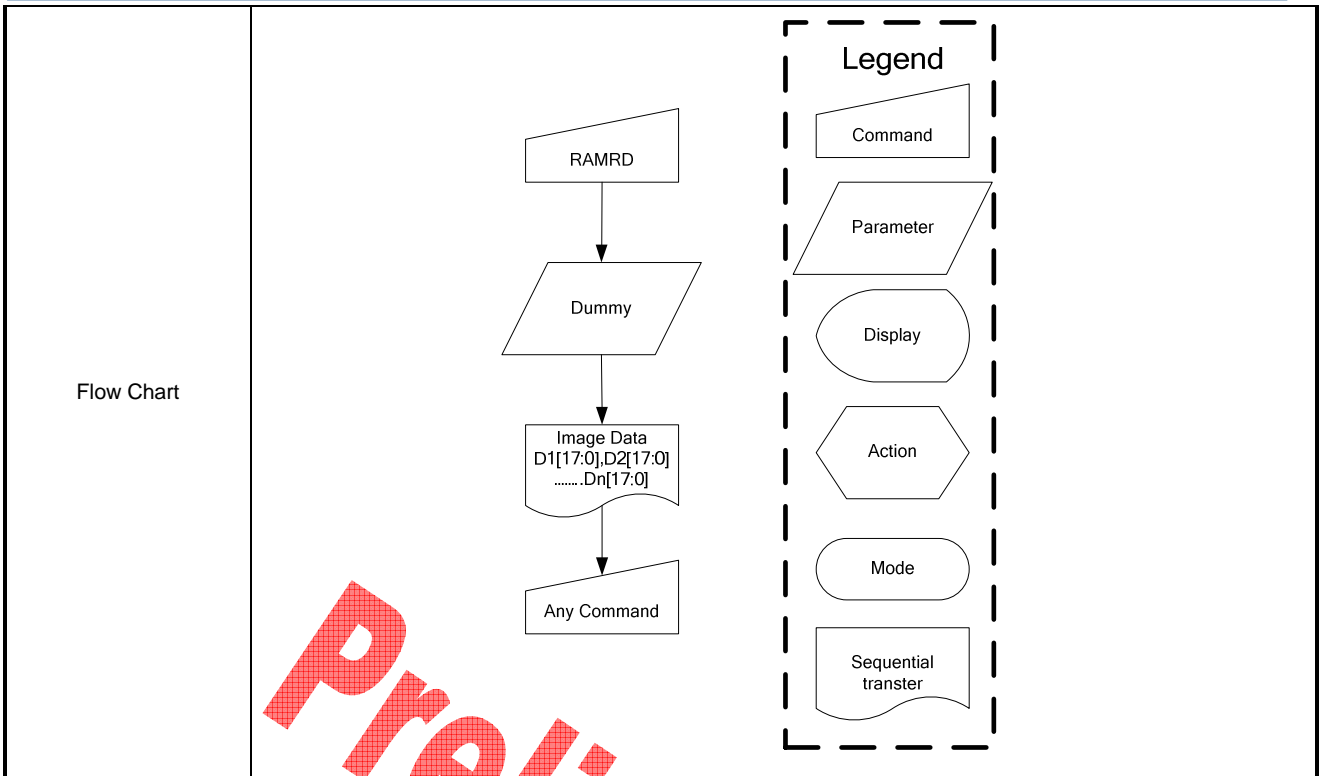 Flow Chart
RAMRD
Dummy
Image Data
D1[17:0],D2[17:0]
........Dn[17:0]
Any Command
Legend
Command
Parameter
Display
Action
Mode
Sequential
transter
Preli